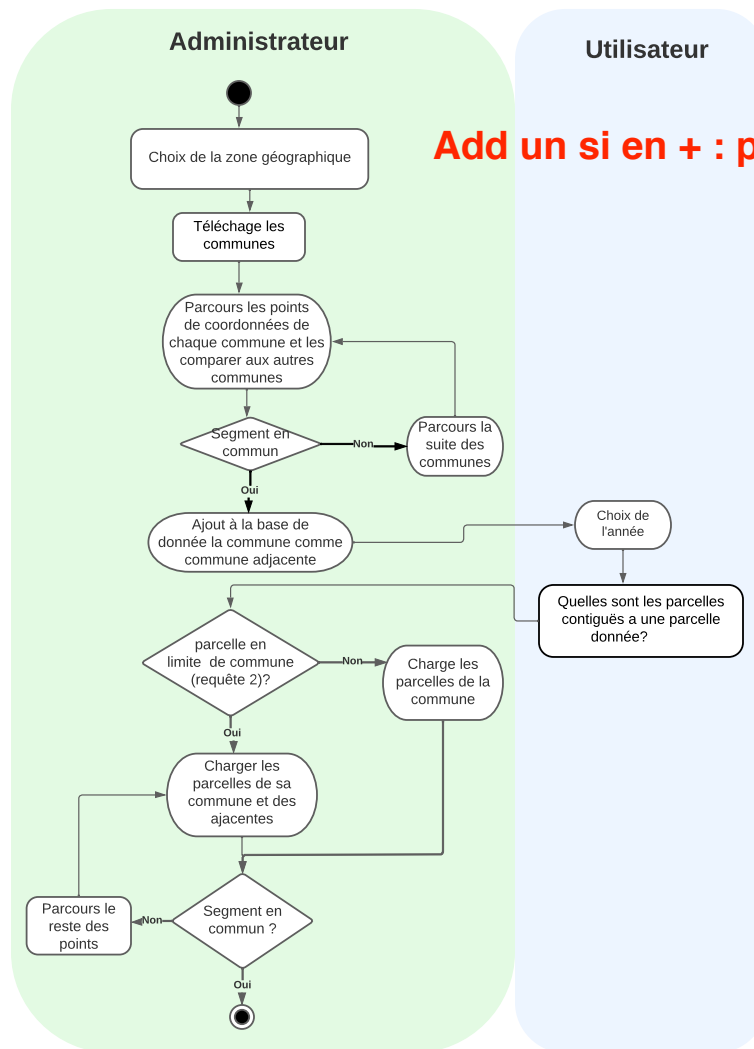 Administrateur
Utilisateur
Add un si en + : p
Choix de la zone géographique
Téléchage les
communes
Parcours les points
de coordonnées de
chaque commune et les
comparer aux autres
communes
Segment en
commun
Non
Parcours la
suite des
communes
Oui
Ajout à la base de
donnée la commune comme
commune adjacente
Choix de
l'année
Quelles sont les parcelles
contiguës a une parcelle
donnée?
parcelle en
limite de commune
(requête 2)?
Non
Charge les
parcelles de la
commune
Oui
Charger les
parcelles de sa
commune et des
ajacentes
Segment en
commun ?
Non
Parcours le
reste des
points
Oui